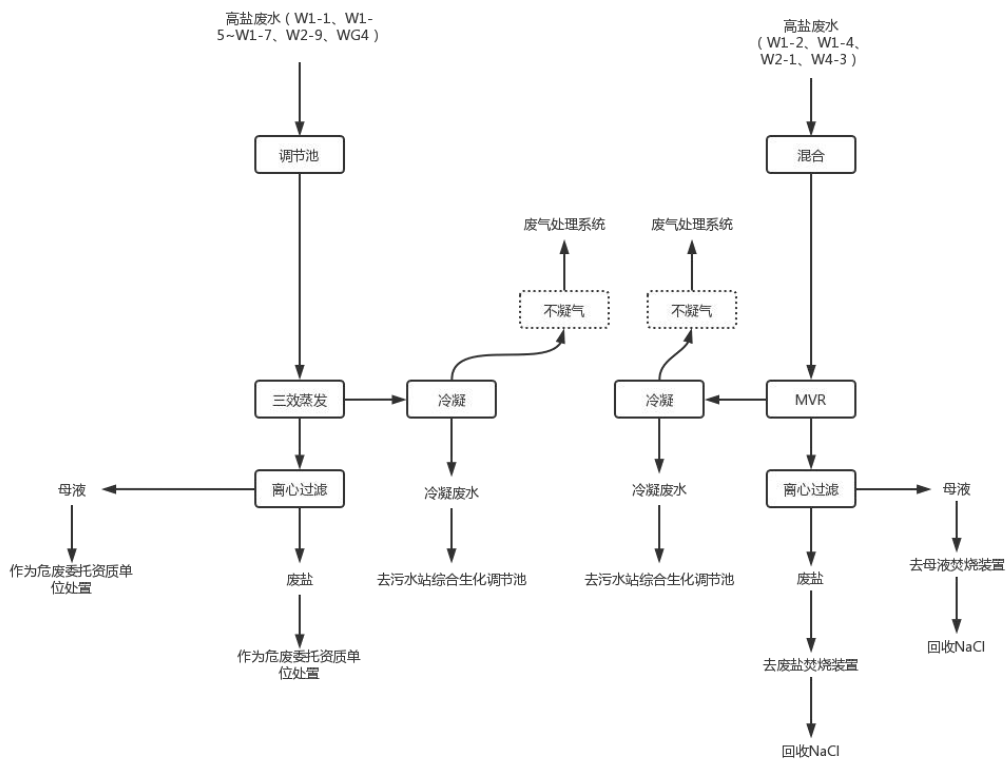 高盐废水（W1-1、W1-
5~W1-7、W2-9、WG4）
高盐废水
（W1-2、W1-4、
W2-1、W4-3）
调节池
混合
废气处理系统
废气处理系统
不凝气
不凝气
三效蒸发
冷凝
冷凝
MVR
母液
离心过滤
冷凝废水
冷凝废水
离心过滤
母液
作为危废委托资质单
位处置
废盐
去污水站综合生化调节池
去污水站综合生化调节池
废盐
去母液焚烧装置
作为危废委托资质单
位处置
去废盐焚烧装置
回收NaCl
回收NaCl